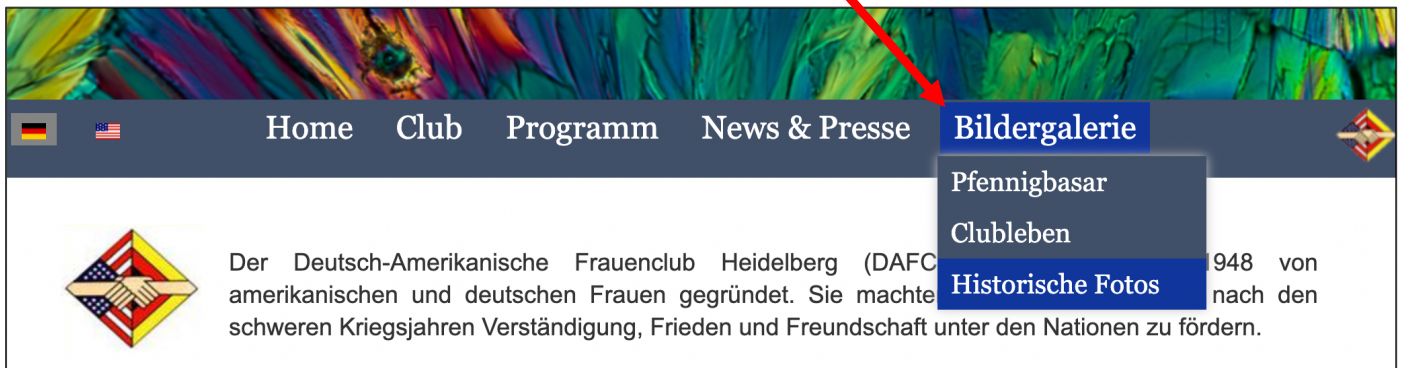 Home Club Programm News & Presse Bildergalerie
Pfennigbasar
Clubleben
Historische Fotos
Der Deutsch-Amerikanische Frauenclub Heidelberg (DAFC 1948 von
amerikanischen und deutschen Frauen gegründet. Sie machte nach den
schweren Kriegsjahren Verständigung, Frieden und Freundschaft unter den Nationen zu fördern.